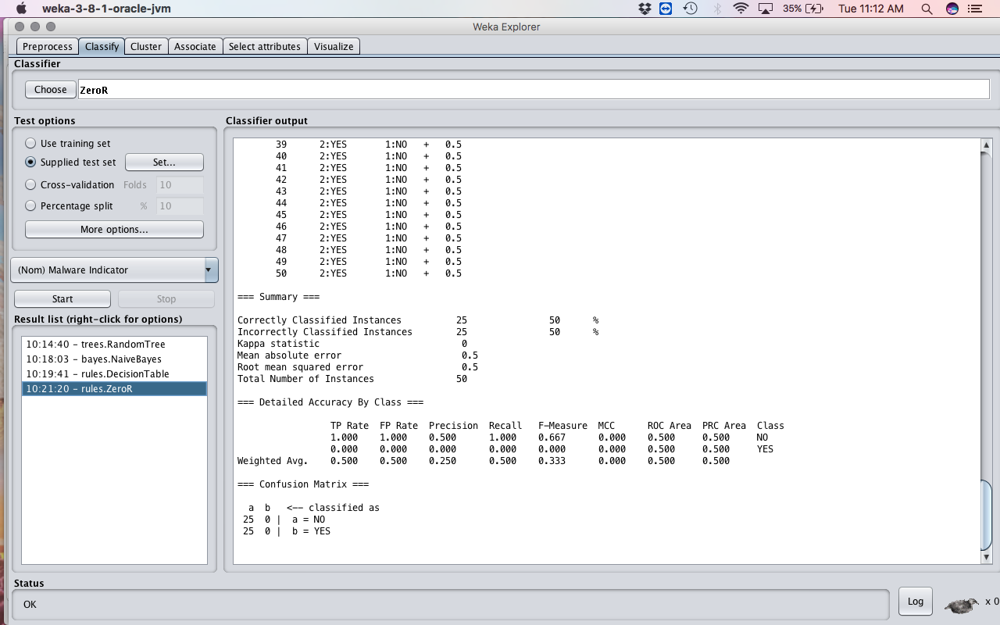 weka-3-8-1-oracle-jvm 35% Tue 11:12 AM
Weka Explorer
Preprocess Classify Cluster Associate Select attributes Visualize
Classifier
Choose ZeroR
Test options
Use training set
Supplied test set Set...
Cross-validation Folds 10
Percentage split % 10
More options...
(Nom) Malware Indicator
Start Stop
Result list (right-click for options)
10:14:40 - trees.RandomTree
10:18:03 - bayes.NaiveBayes
10:19:41 - rules.DecisionTable
10:21:20 - rules.ZeroR
Classifier output
39 2:YES 1:NO + 0.5
40 2:YES 1:NO + 0.5
41 2:YES 1:NO + 0.5
42 2:YES 1:NO + 0.5
43 2:YES 1:NO + 0.5
44 2:YES 1:NO + 0.5
45 2:YES 1:NO + 0.5
46 2:YES 1:NO + 0.5
47 2:YES 1:NO + 0.5
48 2:YES 1:NO + 0.5
49 2:YES 1:NO + 0.5
50 2:YES 1:NO + 0.5
=== Summary ===
Correctly Classified Instances 25 50 %
Incorrectly Classified Instances 25 50 %
Kappa statistic 0
Mean absolute error 0.5
Root mean squared error 0.5
Total Number of Instances 50
=== Detailed Accuracy By Class ===
TP Rate FP Rate Precision Recall F-Measure MCC ROC Area PRC Area Class
1.000 1.000 0.500 1.000 0.667 0.000 0.500 0.500 NO
0.000 0.000 0.000 0.000 0.000 0.000 0.500 0.500 YES
Weighted Avg. 0.500 0.500 0.250 0.500 0.333 0.000 0.500 0.500
=== Confusion Matrix ===
a b <-- classified as
25 0 | a = NO
25 0 | b = YES
Status
OK
Log
x 0